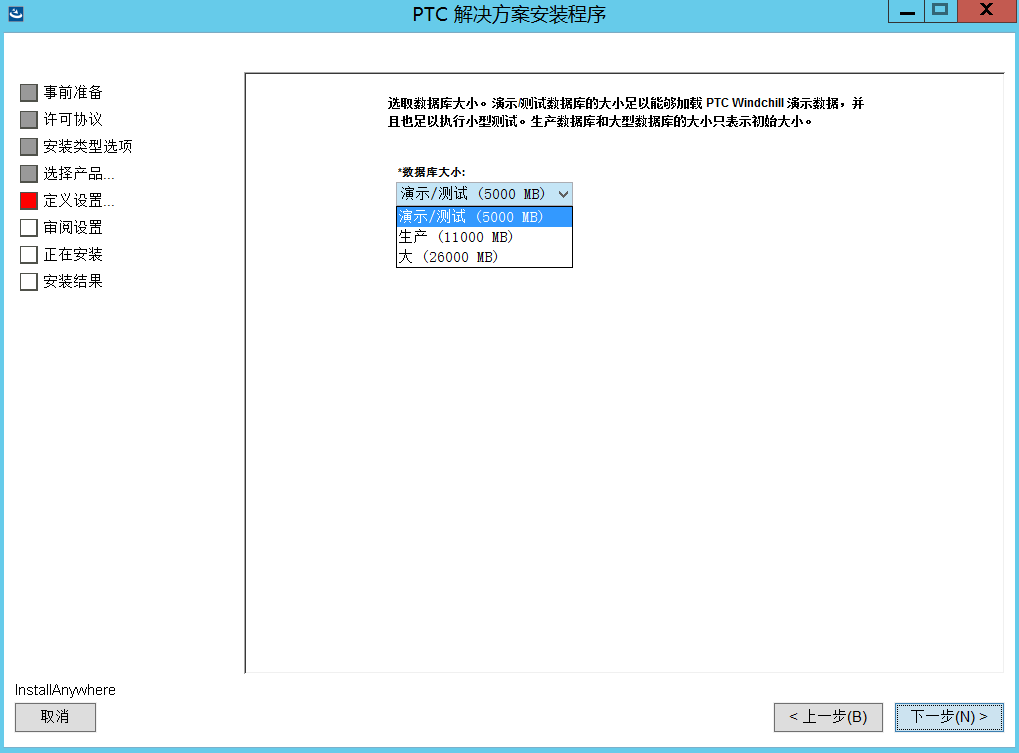 PTC 解决方案安装程序
事前准备
许可协议
安装类型选项
选择产品...
定义设置...
审阅设置
正在安装
安装结果
选取数据库大小。演示/测试数据库的大小足以能够加载 PTC Windchill 演示数据，并
且也足以执行小型测试。生产数据库和大型数据库的大小只表示初始大小。
*数据库大小:
演示/测试 (5000 MB)
演示/测试 (5000 MB)
生产 (11000 MB)
大 (26000 MB)
InstallAnywhere
取消
< 上一步(B)
下一步(N) >